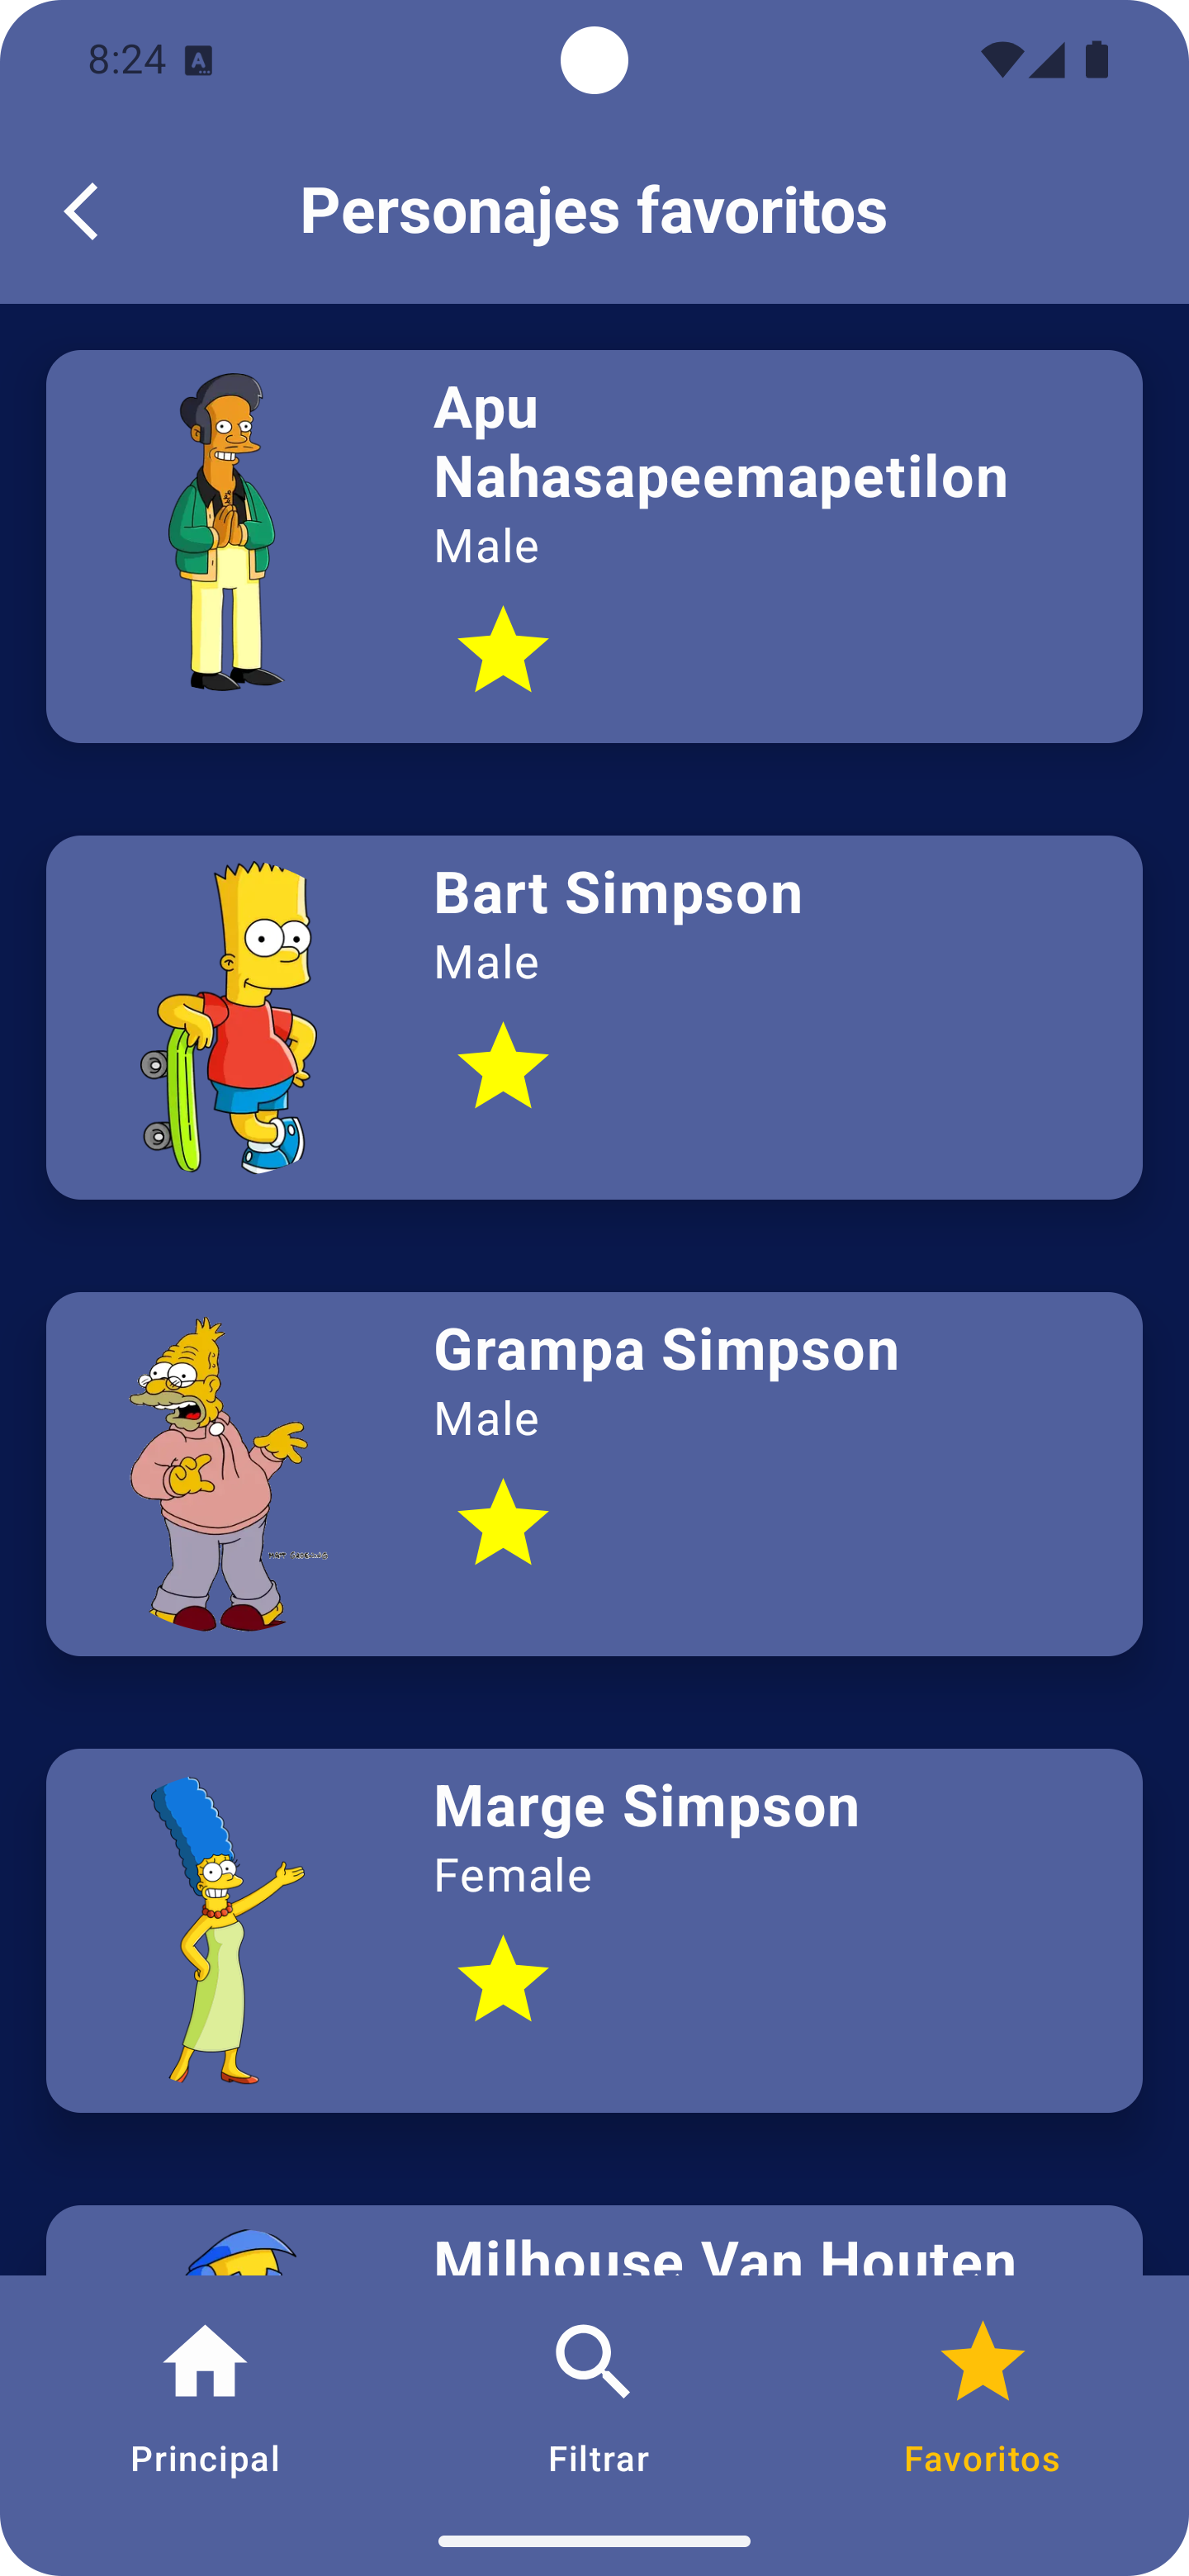 8:24
Personajes favoritos
Apu
Nahasapeemapetilon
Male
Bart Simpson
Male
Grampa Simpson
Male
Marge Simpson
Female
Milhouse Van Houten
Principal
Filtrar
Favoritos